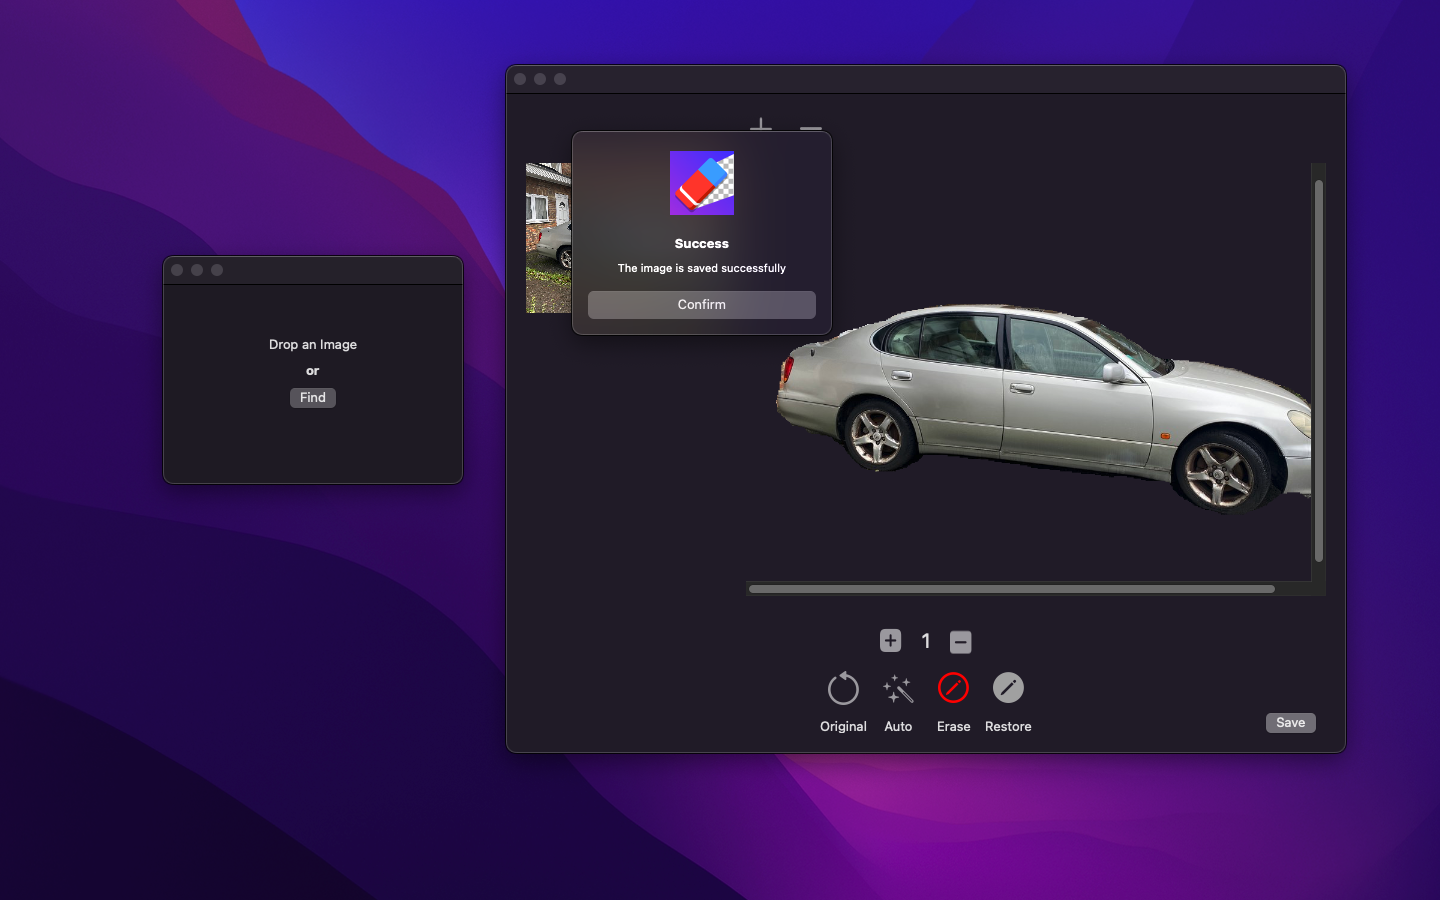 Drop an Image
or
Find
Success
The image is saved successfully
Confirm
1
Original Auto Erase Restore
Save